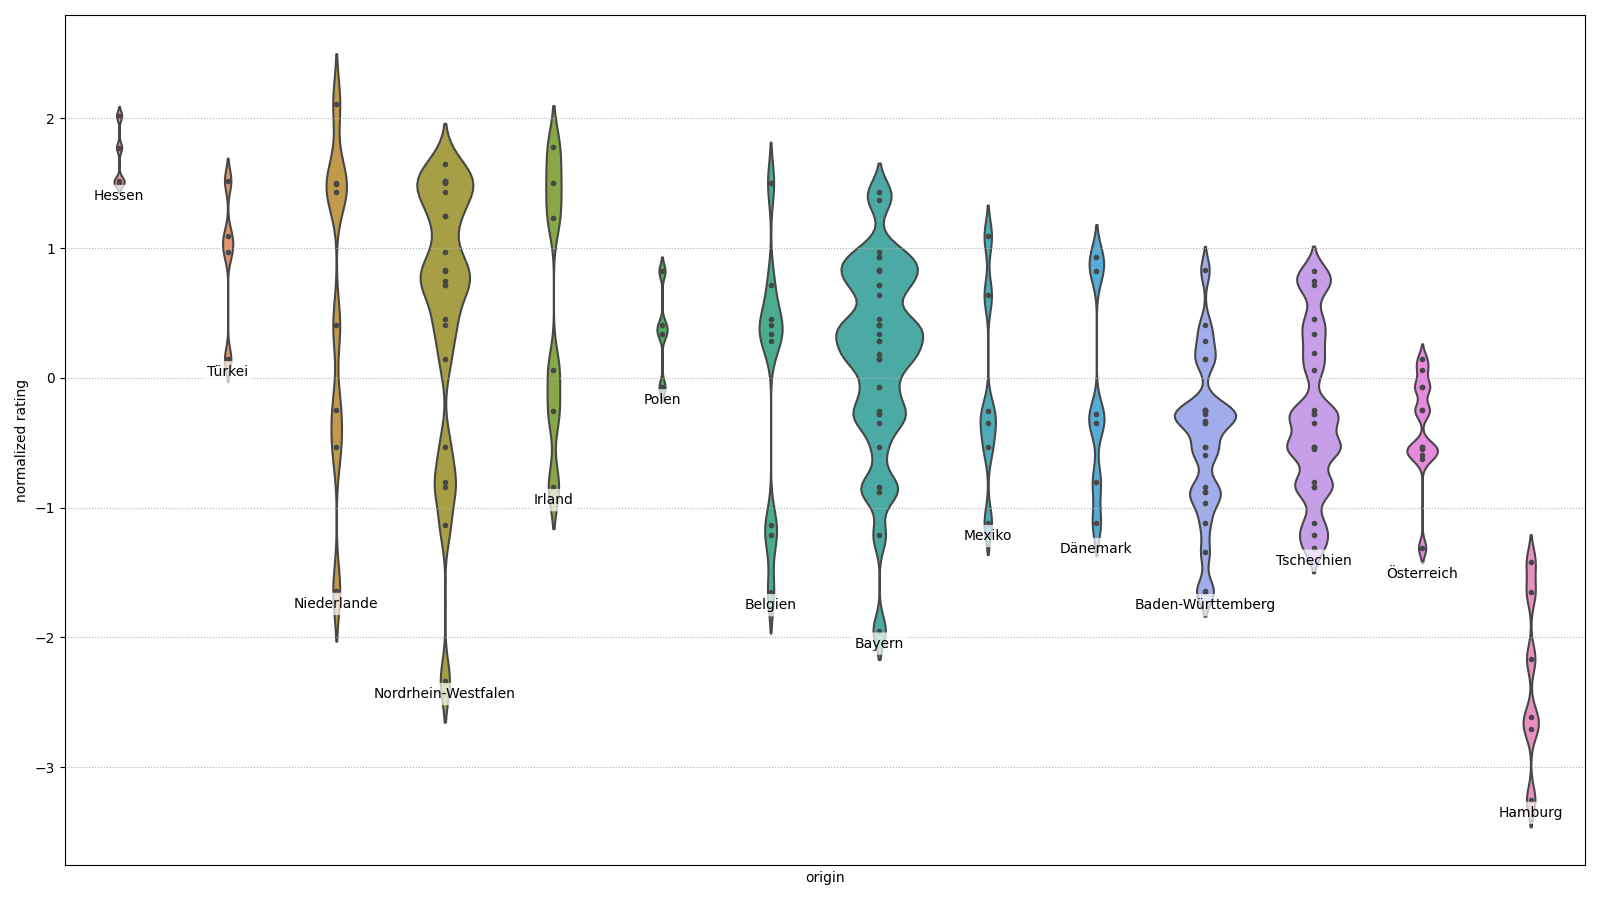 2
1
0
−1
−2
−3
normalized rating
Hessen
Türkei
Niederlande
Nordrhein-Westfalen
Irland
Polen
Belgien
Bayern
Mexiko
Dänemark
Baden-Württemberg
Tschechien
Österreich
Hamburg
origin